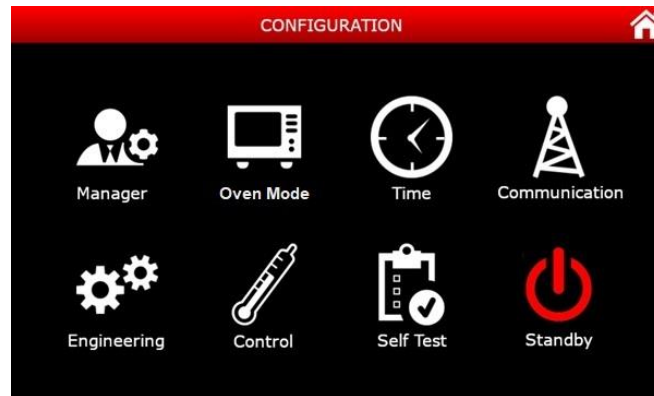 CONFIGURATION
Manager
Oven Mode
Time
Communication
Engineering
Control
Self Test
Standby